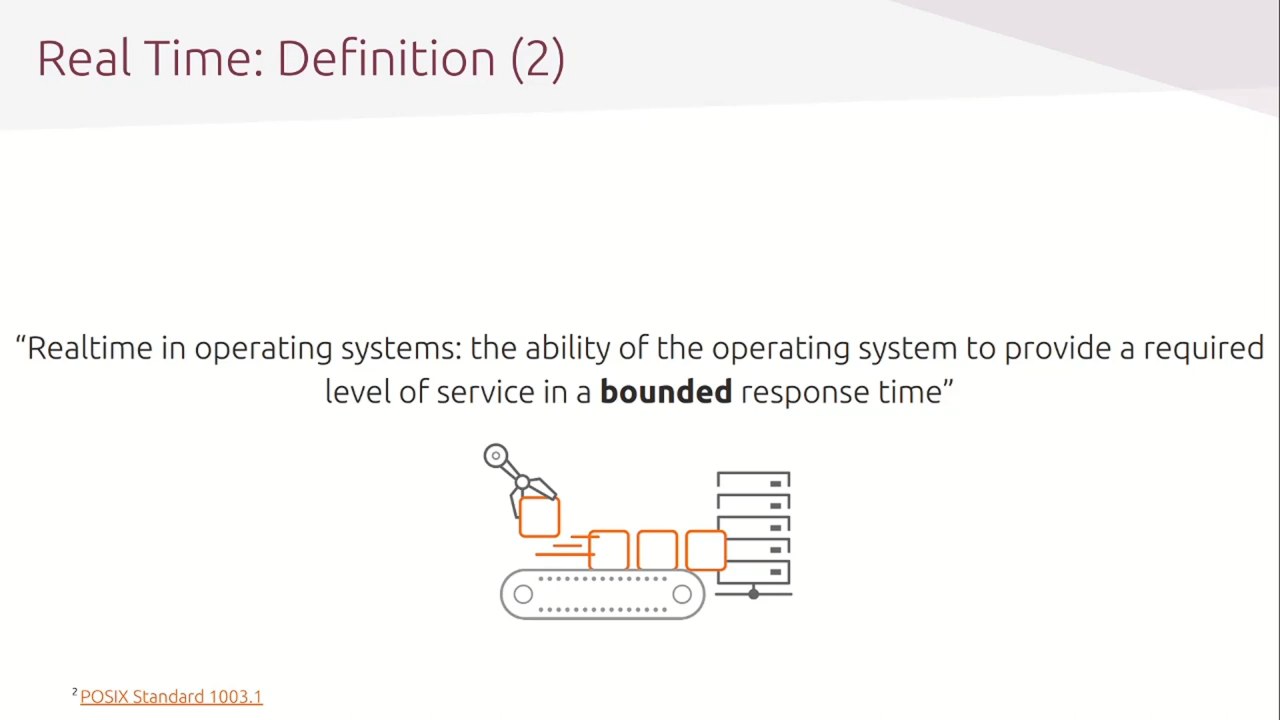 Real Time: Definition (2)
“Realtime in operating systems: the ability of the operating system to provide a required
level of service in a bounded response time”
2 POSIX Standard 1003.1